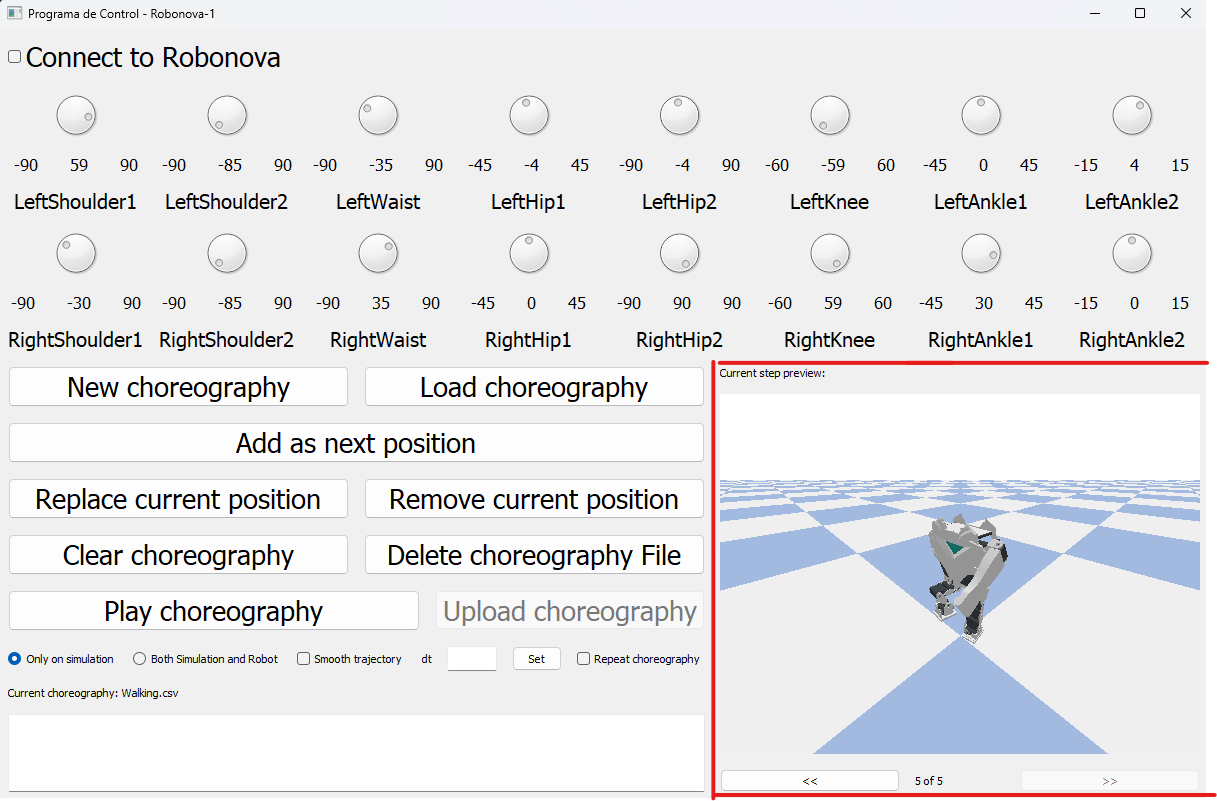 Programa de Control - Robonova-1
Connect to Robonova
-90 59 90 -90 -85 90 -90 -35 90 -45 -4 45 -90 -4 90 -60 -59 60 -45 0 45 -15 4 15
LeftShoulder1 LeftShoulder2 LeftWaist LeftHip1 LeftHip2 LeftKnee LeftAnkle1 LeftAnkle2
-90 -30 90 -90 -85 90 -90 35 90 -45 0 45 -90 90 90 -60 59 60 -45 30 45 -15 0 15
RightShoulder1 RightShoulder2 RightWaist RightHip1 RightHip2 RightKnee RightAnkle1 RightAnkle2
New choreography Load choreography
Add as next position
Replace current position Remove current position
Clear choreography Delete choreography File
Play choreography Upload choreography
Only on simulation Both Simulation and Robot Smooth trajectory dt Set Repeat choreography
Current choreography: Walking.csv
Current step preview:
<< 5 of 5 >>